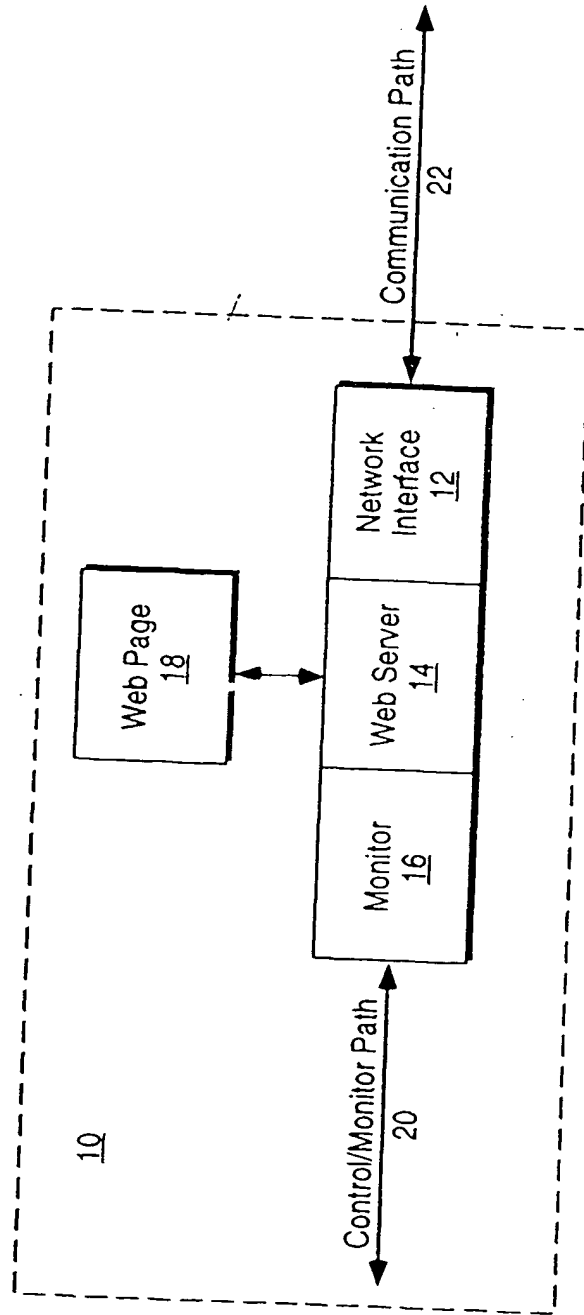 10
Web Page
18
Control/Monitor Path
20
Monitor
16
Web Server
14
Network
Interface
12
Communication Path
22